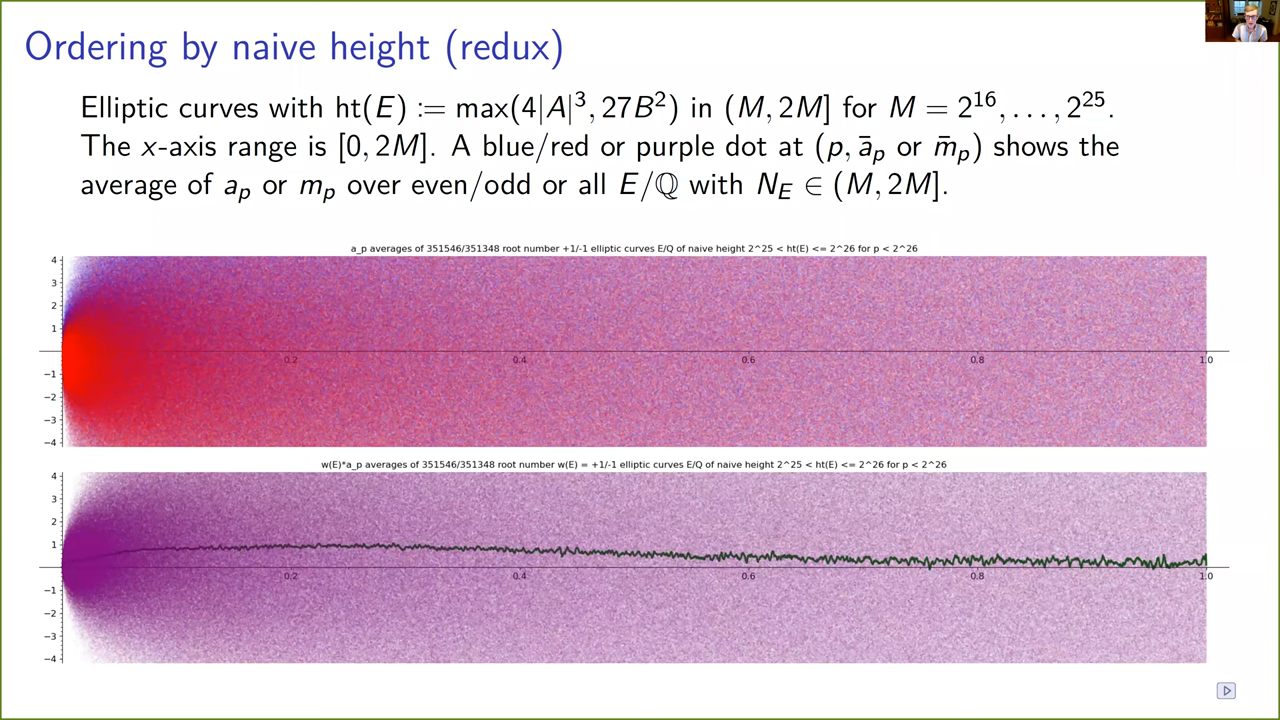 Ordering by naive height (redux)
Elliptic curves with ht(E) := max(4|A|³, 27B²) in (M, 2M] for M = 2¹⁶, . . . , 2²⁵.
The x-axis range is [0, 2M]. A blue/red or purple dot at (p, āₚ or m̄ₚ) shows the
average of aₚ or mₚ over even/odd or all E/ℚ with N_E ∈ (M, 2M].
a_p averages of 351546/351348 root number +1/-1 elliptic curves E/Q of naive height 2^25 < ht(E) <= 2^26 for p < 2^26
4
3
2
1
0.2 0.4 0.6 0.8 1.0
−1
−2
−3
−4
w(E)*a_p averages of 351546/351348 root number w(E) = +1/-1 elliptic curves E/Q of naive height 2^25 < ht(E) <= 2^26 for p < 2^26
4
3
2
1
0.2 0.4 0.6 0.8 1.0
−1
−2
−3
−4